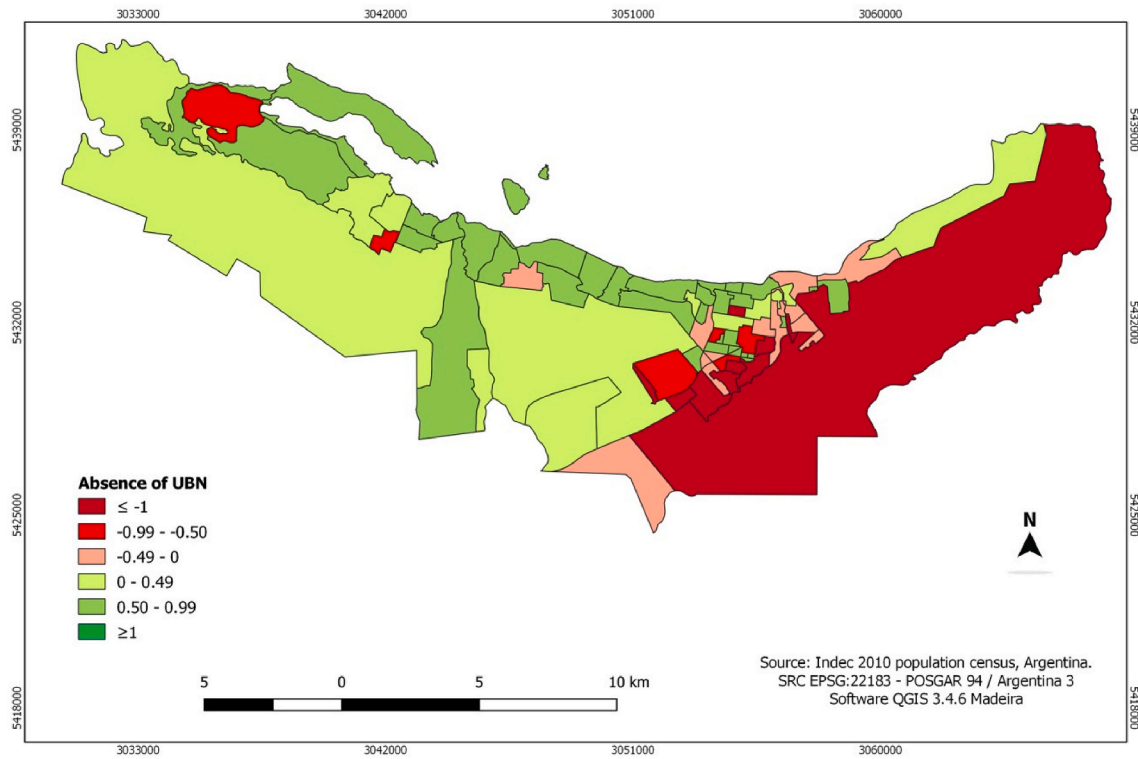 3033000 3042000 3051000 3060000
5439000 5439000
5432000 5432000
5425000 5425000
5418000 5418000
Absence of UBN
≤ -1
-0.99 - -0.50
-0.49 - 0
0 - 0.49
0.50 - 0.99
≥1
N
5 0 5 10 km
Source: Indec 2010 population census, Argentina.
SRC EPSG:22183 - POSGAR 94 / Argentina 3
Software QGIS 3.4.6 Madeira
3033000 3042000 3051000 3060000